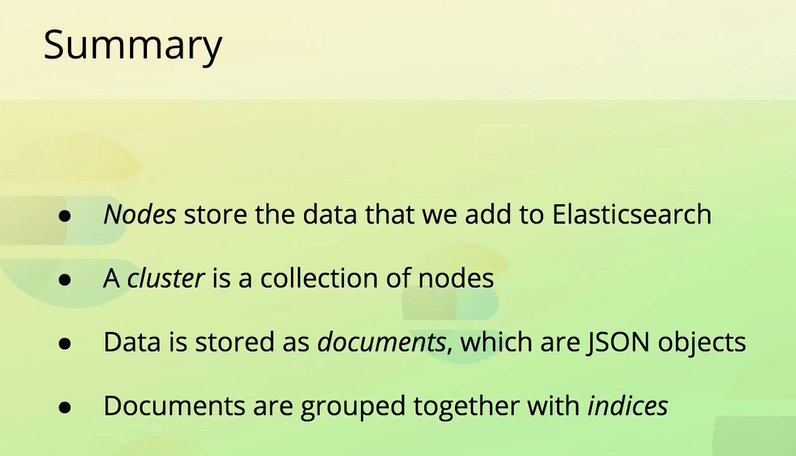 Summary
● Nodes store the data that we add to Elasticsearch
● A cluster is a collection of nodes
● Data is stored as documents, which are JSON objects
● Documents are grouped together with indices